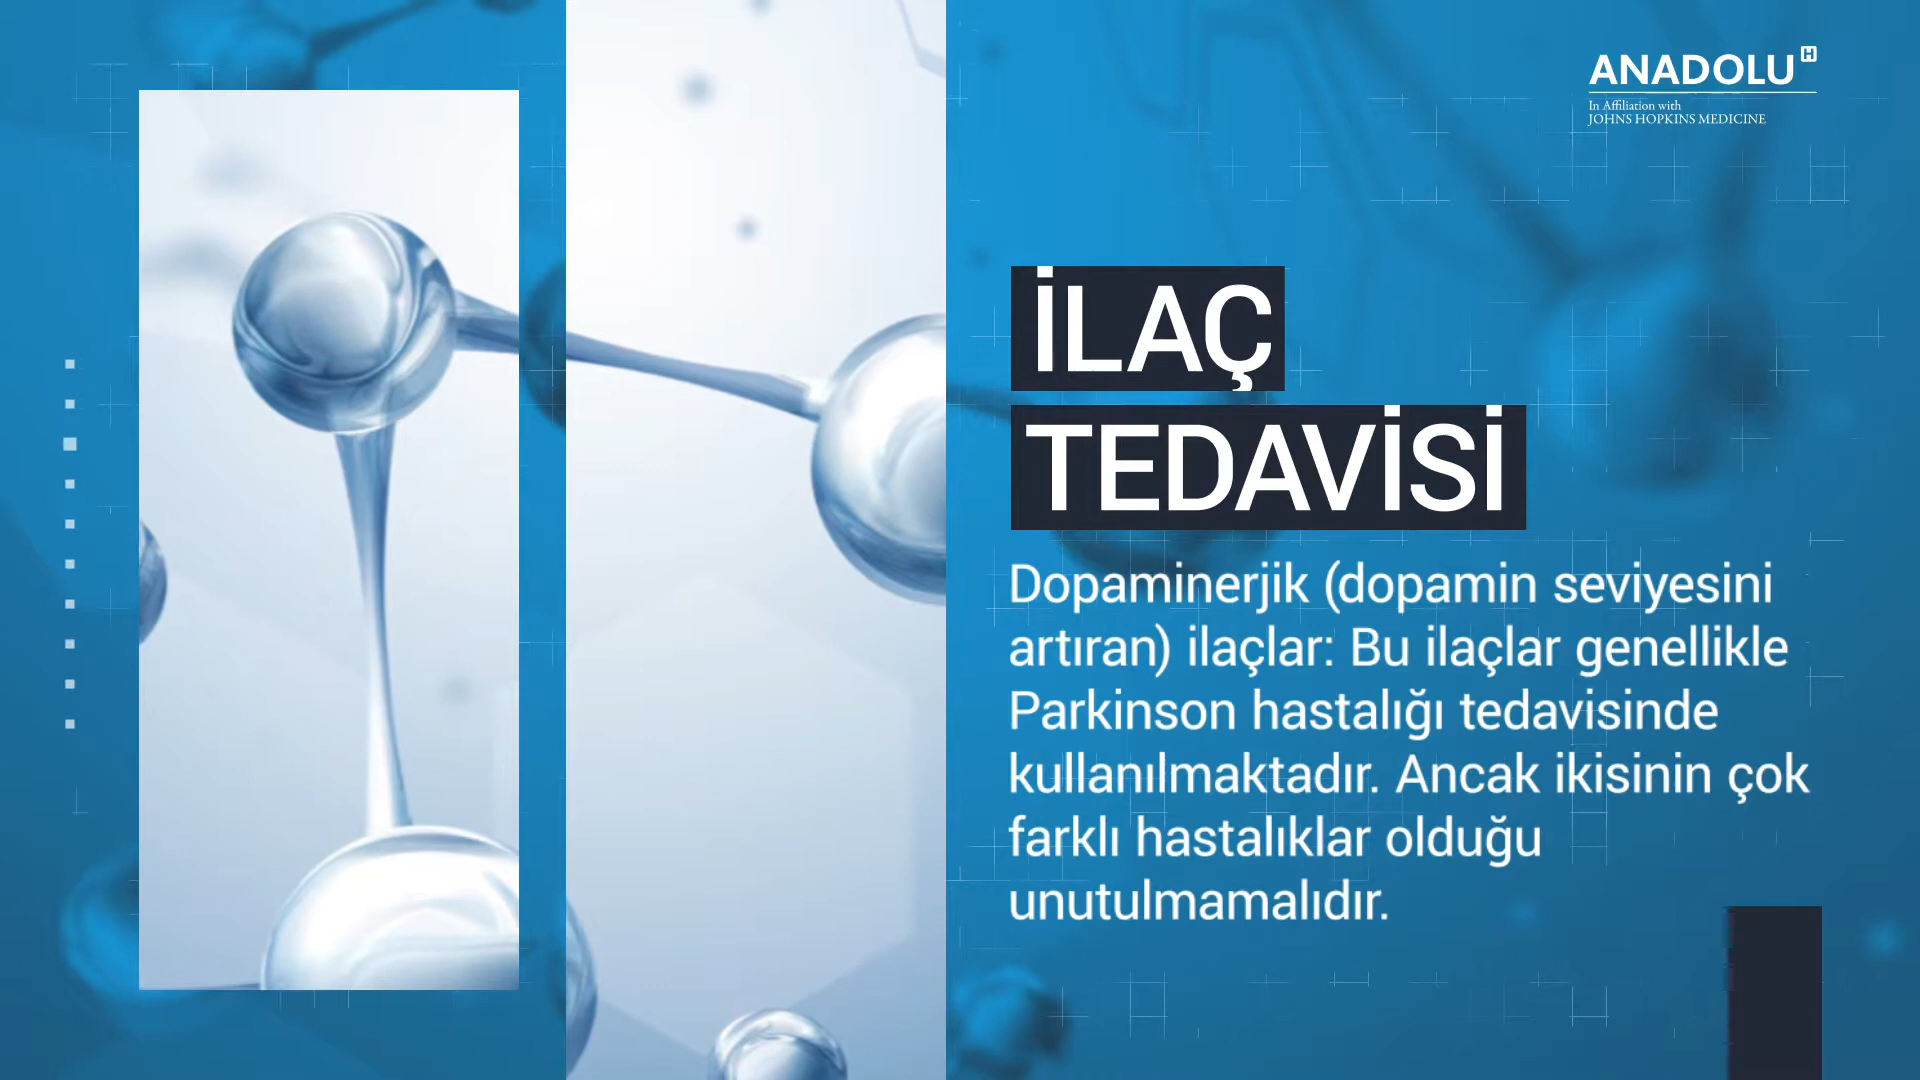 ANADOLU H
In Affiliation with
JOHNS HOPKINS MEDICINE
İLAÇ
TEDAVİSİ
Dopaminerjik (dopamin seviyesini
artıran) ilaçlar: Bu ilaçlar genellikle
Parkinson hastalığı tedavisinde
kullanılmaktadır. Ancak ikisinin çok
farklı hastalıklar olduğu
unutulmamalıdır.